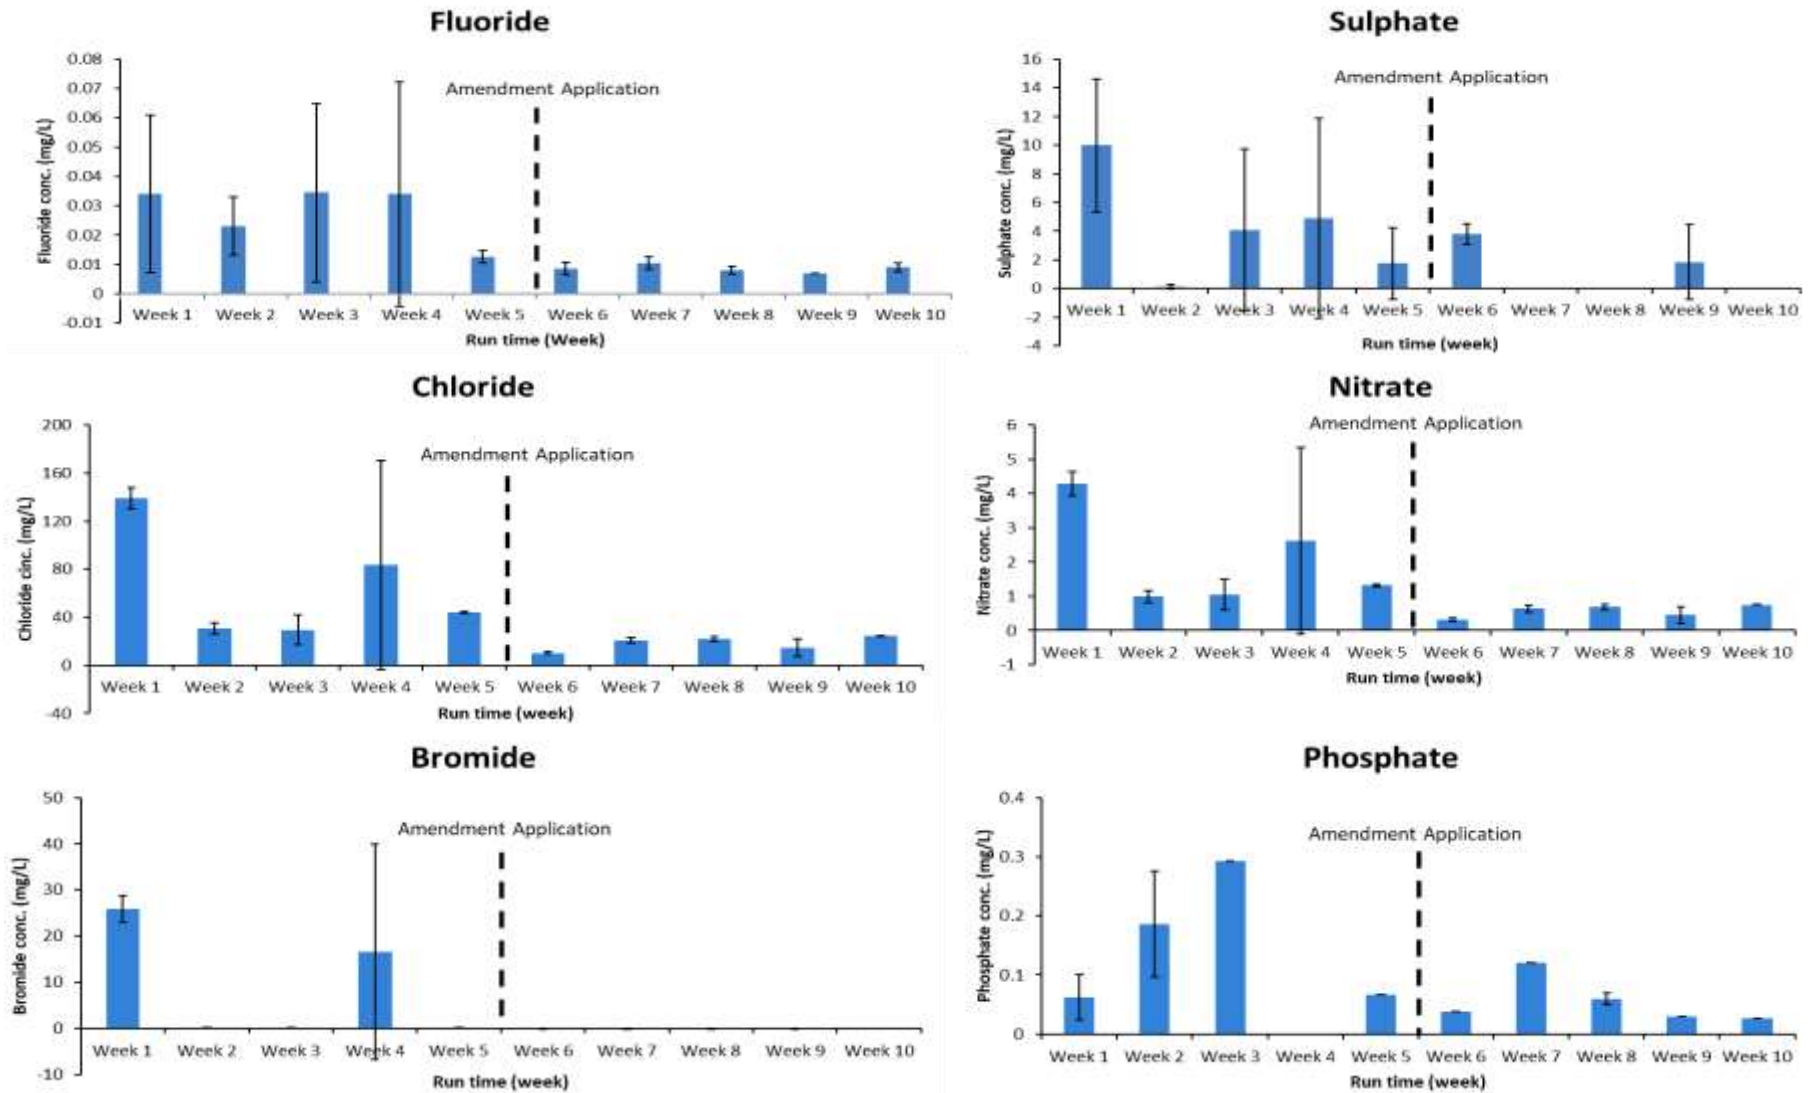 Fluoride
0.08
0.07
0.06
0.05
0.04
0.03
0.02
0.01
0
-0.01
Fluoride conc. (mg/L)
Amendment Application
Week 1 Week 2 Week 3 Week 4 Week 5 Week 6 Week 7 Week 8 Week 9 Week 10
Run time (Week)
Sulphate
16
14
12
10
8
6
4
2
0
-2
-4
Sulphate conc. (mg/L)
Amendment Application
Week 1 Week 2 Week 3 Week 4 Week 5 Week 6 Week 7 Week 8 Week 9 Week 10
Run time (week)
Chloride
200
160
120
80
40
0
-40
Chloride cinc. (mg/L)
Amendment Application
Week 1 Week 2 Week 3 Week 4 Week 5 Week 6 Week 7 Week 8 Week 9 Week 10
Run time (week)
Nitrate
6
5
4
3
2
1
0
-1
Nitrate conc. (mg/L)
Amendment Application
Week 1 Week 2 Week 3 Week 4 Week 5 Week 6 Week 7 Week 8 Week 9 Week 10
Run time (week)
Bromide
50
40
30
20
10
0
-10
Bromide conc. (mg/L)
Amendment Application
Week 1 Week 2 Week 3 Week 4 Week 5 Week 6 Week 7 Week 8 Week 9 Week 10
Run time (week)
Phosphate
0.4
0.3
0.2
0.1
0
Phosphate conc. (mg/L)
Amendment Application
Week 1 Week 2 Week 3 Week 4 Week 5 Week 6 Week 7 Week 8 Week 9 Week 10
Run time (week)